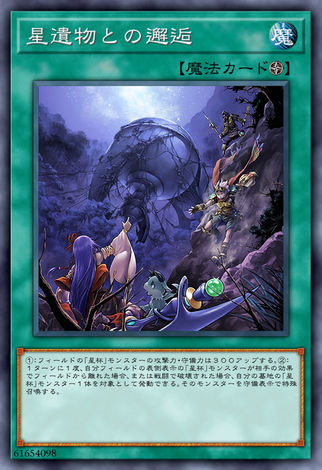 星遺物との邂逅
魔
【魔法カード】
①:フィールドの「星杯」モンスターの攻撃力・守備力は300アップする。②:
1ターンに1度、自分フィールドの表側表示の「星杯」モンスターが相手の効果
でフィールドから離れた場合、または戦闘で破壊された場合、自分の墓地の「星
杯」モンスター1体を対象として発動できる。そのモンスターを守備表示で特殊
召喚する。
61654098